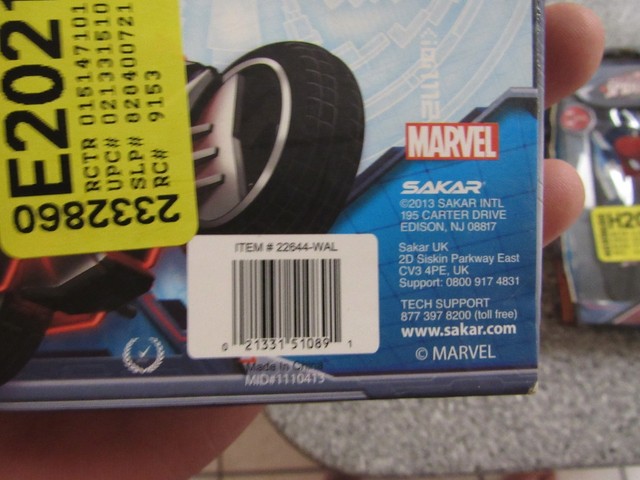 E2021
RCTR 015147101
UPC# 021331510
SLP# 020400721
RC# 9153
2332860
MARVEL
SAKAR
©2013 SAKAR INTL
195 CARTER DRIVE
EDISON, NJ 08817
Sakar UK
2D Siskin Parkway East
CV3 4PE, UK
Support: 0800 917 4831
TECH SUPPORT
877 397 8200 (toll free)
www.sakar.com
© MARVEL
ITEM # 22644-WAL
0 21331 51089 1
Made In
MID#1110413